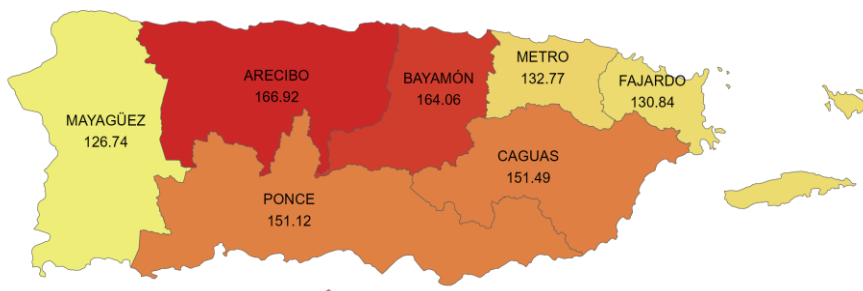 MAYAGÜEZ
126.74
ARECIBO
166.92
BAYAMÓN
164.06
METRO
132.77
FAJARDO
130.84
CAGUAS
151.49
PONCE
151.12